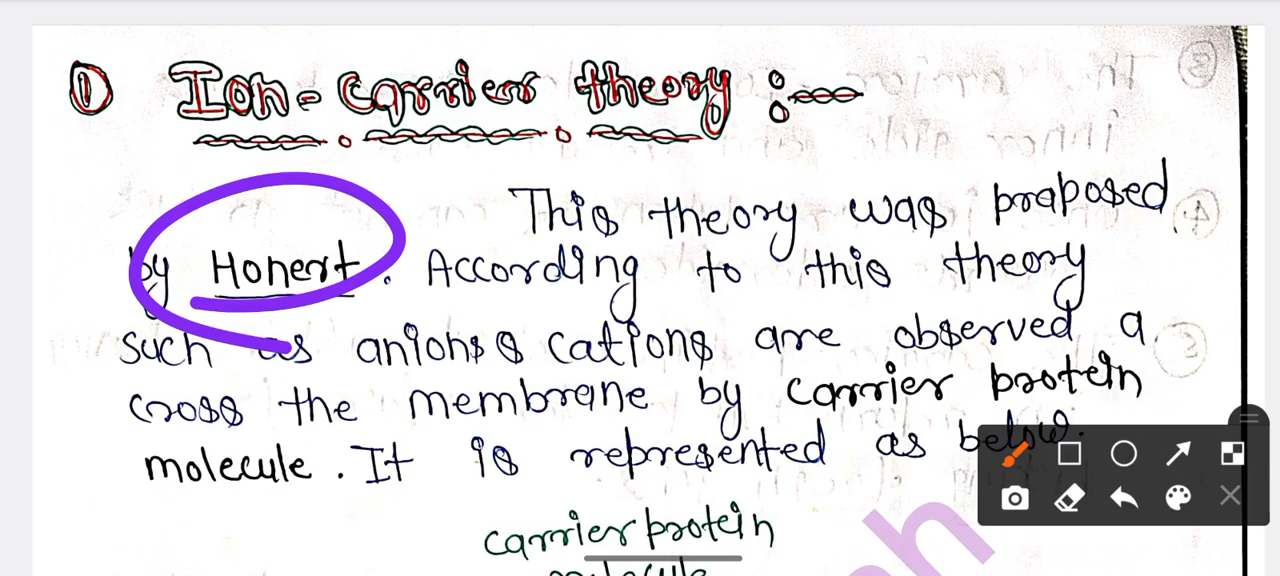 ① Ion-carrier theory :-
This theory was proposed
by Honert. According to this theory
such as anions & cations are observed a
cross the membrane by carrier protein
molecule. It is represented as below.
carrier protein
molecule